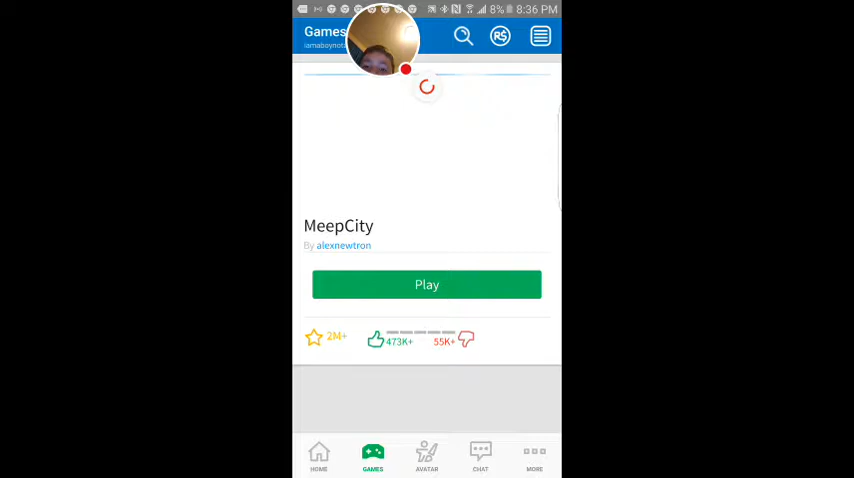 8% 8:36 PM
Games
R$
MeepCity
By alexnewtron
Play
2M+
473K+
55K+
HOME
GAMES
AVATAR
CHAT
MORE